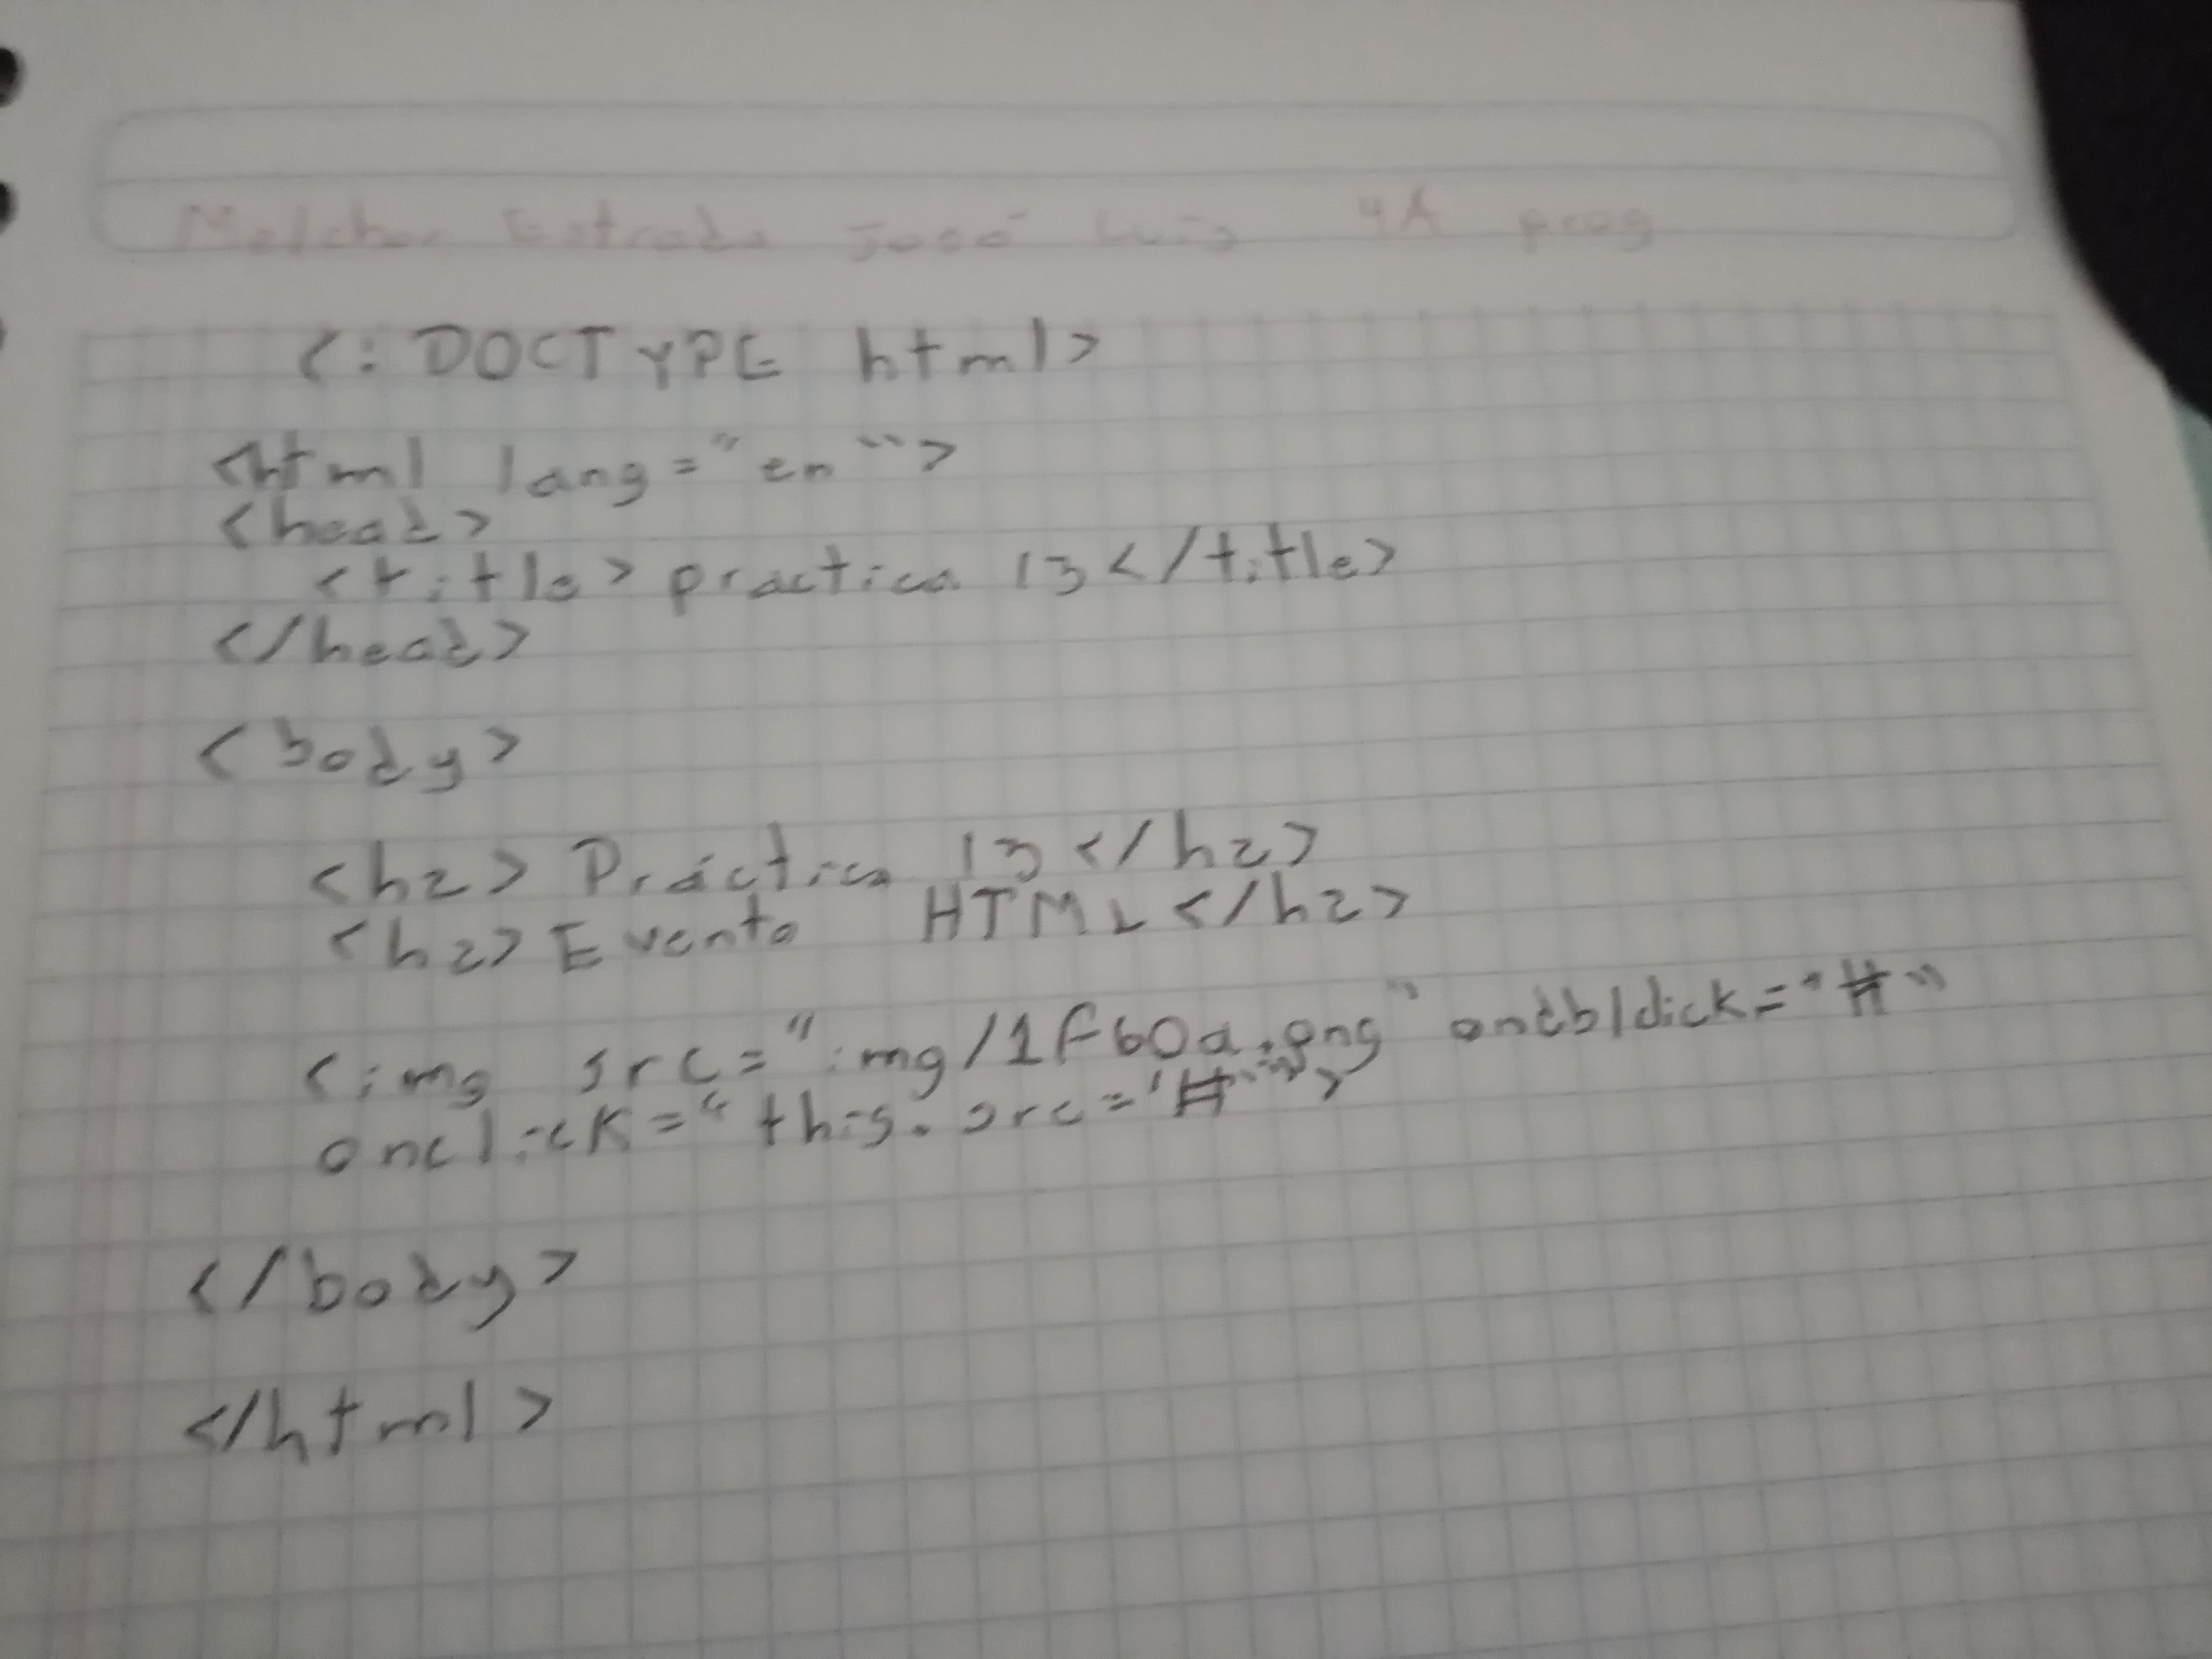 Melchor Estrada José Luis 4A prog
<:DOCTYPE html>
<html lang="en">
<head>
<title>practica 13</title>
</head>
<body>
<h2>Práctica 13</h2>
<h2>Evento HTML</h2>
<img src="img/1f60a.png" ondblclick="#"
onclick="this.src='#'">
</body>
</html>